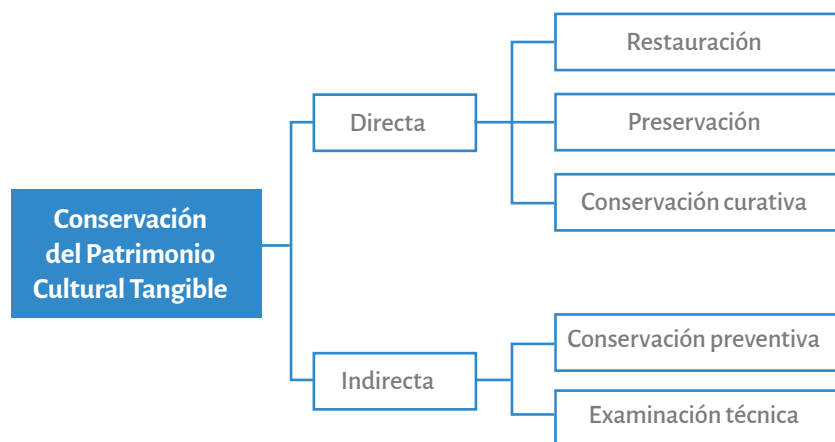 Conservación
del Patrimonio
Cultural Tangible
Directa
Restauración
Preservación
Conservación curativa
Indirecta
Conservación preventiva
Examinación técnica